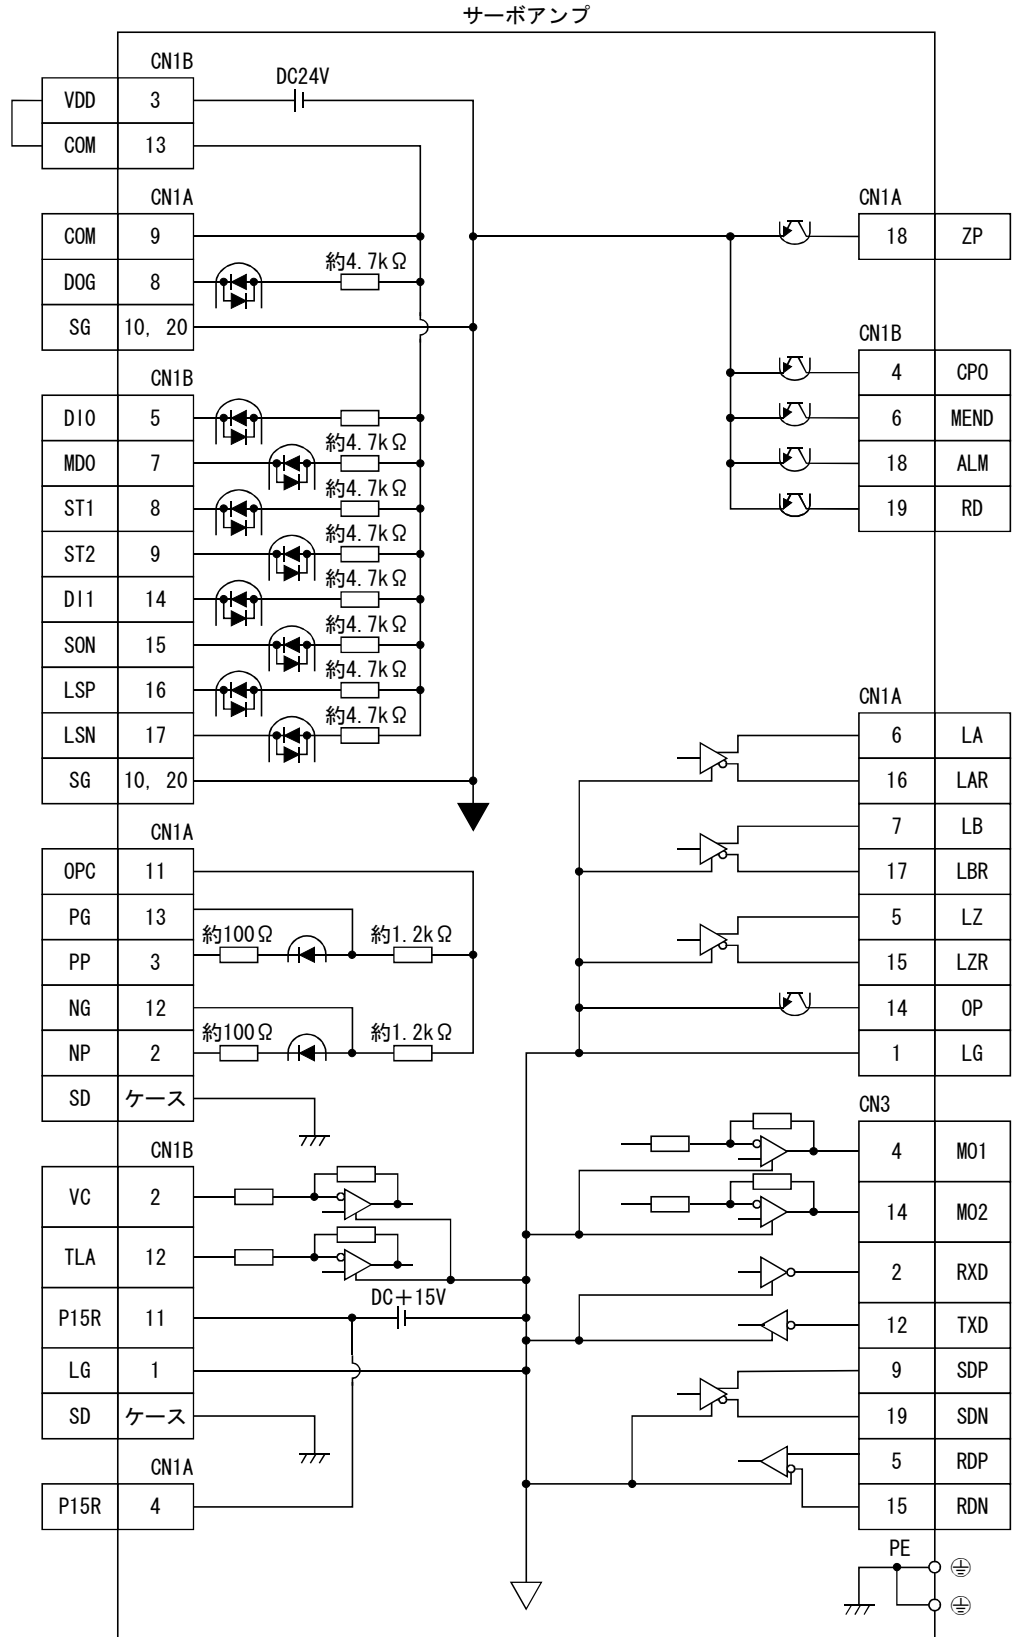 サーボアンプ
CN1B
DC24V
VDD 3
COM 13
CN1A
COM 9
DOG 8 約4.7kΩ
SG 10, 20
CN1B
DI0 5
MD0 7 約4.7kΩ
ST1 8 約4.7kΩ
ST2 9 約4.7kΩ
DI1 14 約4.7kΩ
SON 15 約4.7kΩ
LSP 16 約4.7kΩ
LSN 17 約4.7kΩ
SG 10, 20
CN1A
OPC 11
PG 13
約100Ω 約1.2kΩ
PP 3
NG 12
約100Ω 約1.2kΩ
NP 2
SD ケース
CN1B
VC 2
TLA 12
DC+15V
P15R 11
LG 1
SD ケース
CN1A
P15R 4
CN1A
18 ZP
CN1B
4 CPO
6 MEND
18 ALM
19 RD
CN1A
6 LA
16 LAR
7 LB
17 LBR
5 LZ
15 LZR
14 OP
1 LG
CN3
4 MO1
14 MO2
2 RXD
12 TXD
9 SDP
19 SDN
5 RDP
15 RDN
PE